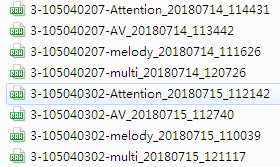 3-105040207-Attention_20180714_114431
3-105040207-AV_20180714_113442
3-105040207-melody_20180714_111626
3-105040207-multi_20180714_120726
3-105040302-Attention_20180715_112142
3-105040302-AV_20180715_112740
3-105040302-melody_20180715_110039
3-105040302-multi_20180715_121117